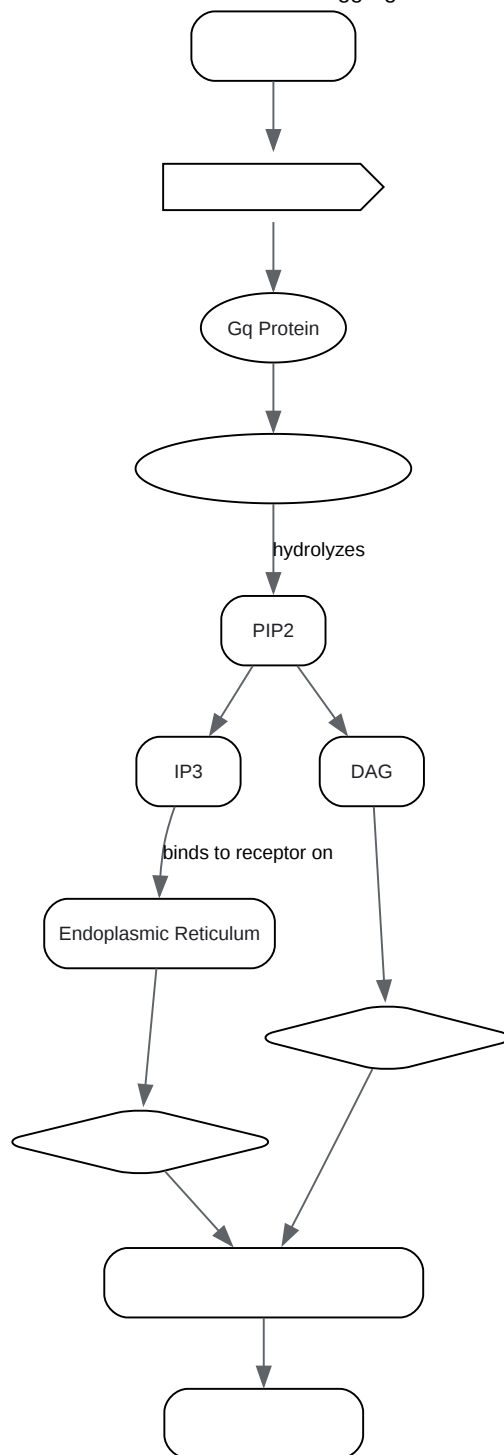 Gq Protein
hydrolyzes
PIP2
IP3
DAG
binds to receptor on
Endoplasmic Reticulum